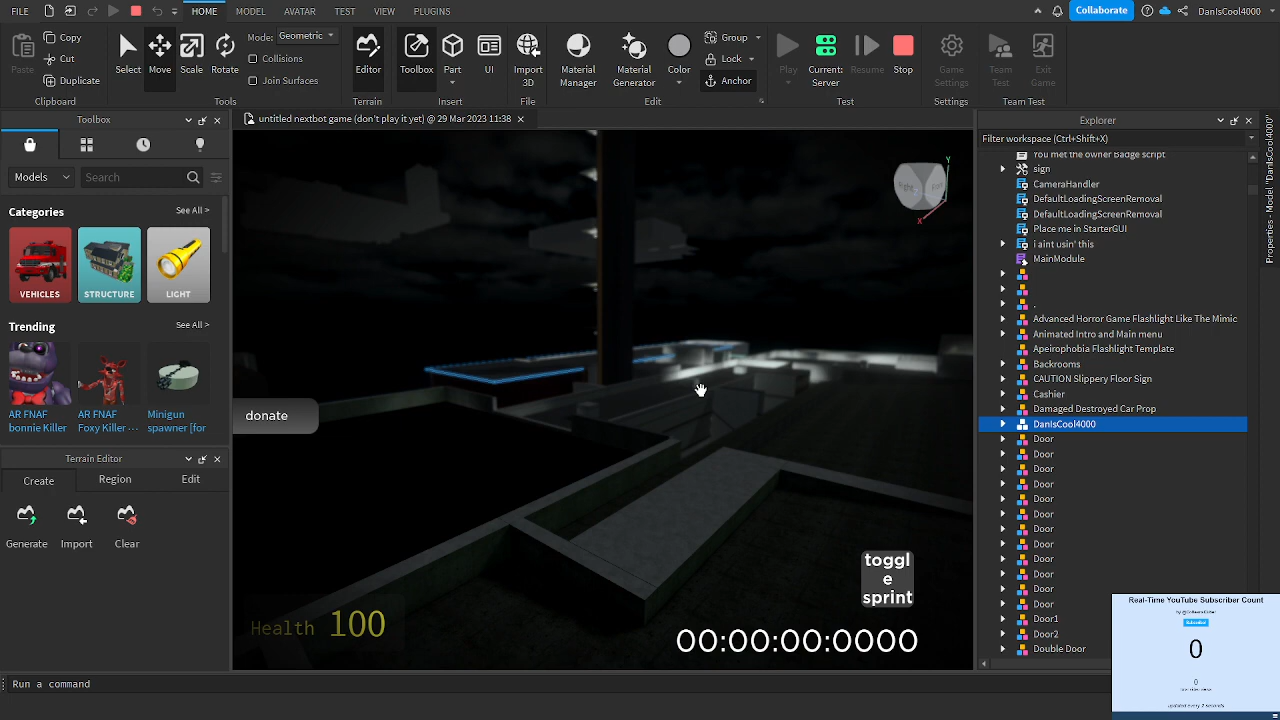 FILE HOME MODEL AVATAR TEST VIEW PLUGINS Collaborate DanIsCool4000
Paste Copy Cut Duplicate Select Move Scale Rotate Mode: Geometric Collisions Join Surfaces Editor Toolbox Part UI Import 3D Material Manager Material Generator Color Group Lock Anchor Play Current: Server Resume Stop Game Settings Team Test Exit Game
Clipboard Tools Terrain Insert File Edit Test Settings Team Test
Toolbox
Models Search
Categories See All >
VEHICLES STRUCTURE LIGHT
Trending See All >
AR FNAF bonnie Killer
AR FNAF Foxy Killer ...
Minigun spawner [for
Terrain Editor
Create Region Edit
Generate Import Clear
untitled nextbot game (don't play it yet) @ 29 Mar 2023 11:38
donate
Health 100
toggl
e
sprint
00:00:00:0000
Explorer
Filter workspace (Ctrl+Shift+X)
You met the owner Badge script
sign
CameraHandler
DefaultLoadingScreenRemoval
DefaultLoadingScreenRemoval
Place me in StarterGUI
i aint usin' this
MainModule
.
Advanced Horror Game Flashlight Like The Mimic
Animated Intro and Main menu
Apeirophobia Flashlight Template
Backrooms
CAUTION Slippery Floor Sign
Cashier
Damaged Destroyed Car Prop
DanIsCool4000
Door
Door
Door
Door
Door
Door
Door
Door
Door
Door
Door
Door
Door1
Door2
Double Door
Properties - Model "DanIsCool4000"
Real-Time YouTube Subscriber Count
Subscribe
0
0
Updated every 2 seconds
Run a command